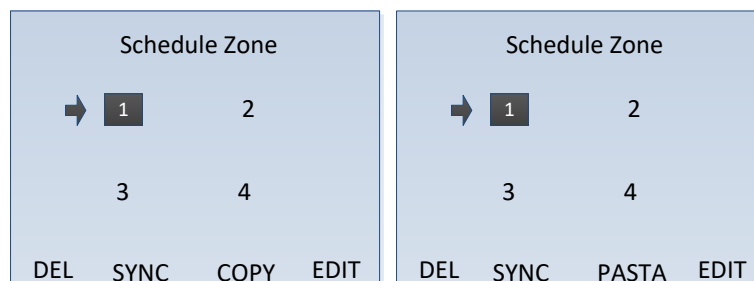 Schedule Zone
1 2
3 4
DEL SYNC COPY EDIT
Schedule Zone
1 2
3 4
DEL SYNC PASTA EDIT